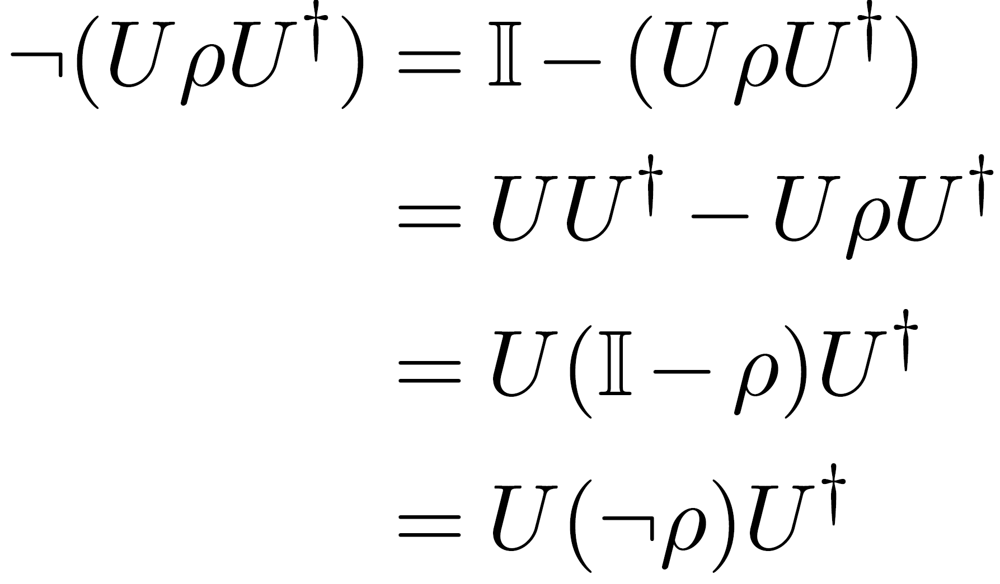 ¬(UρU†) = 𝕀 − (UρU†)
= UU† − UρU†
= U(𝕀 − ρ)U†
= U(¬ρ)U†